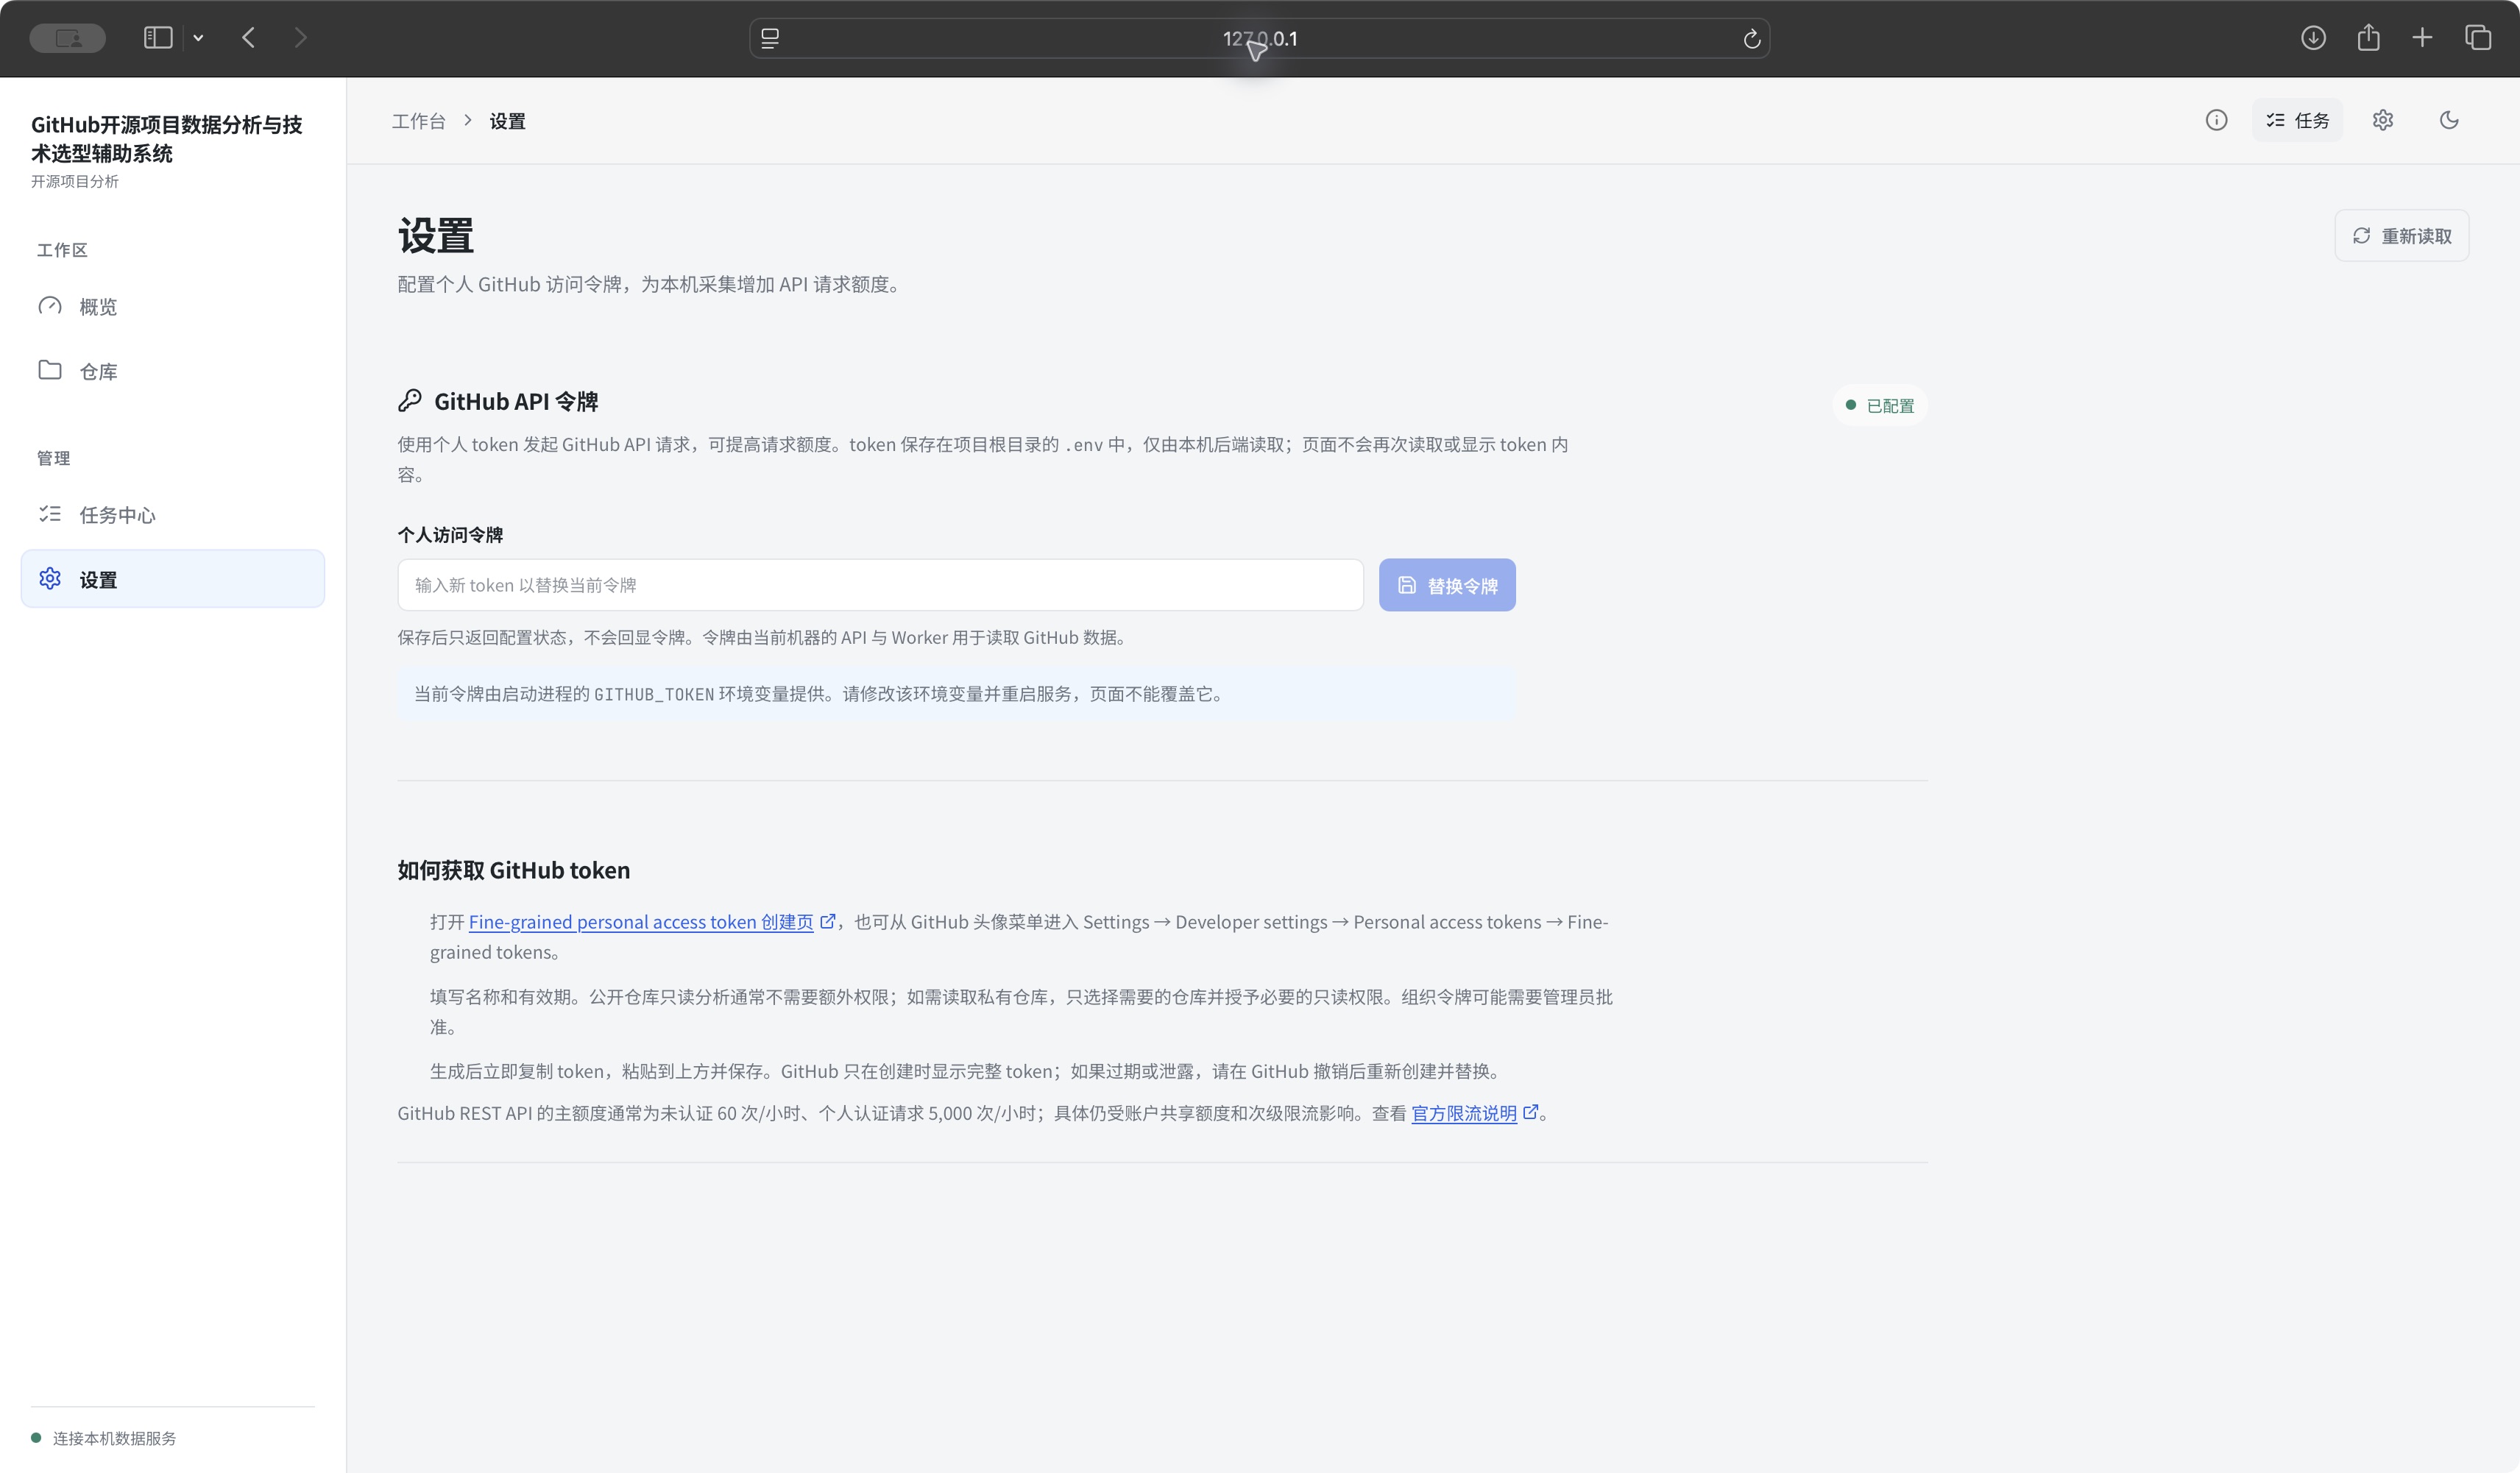 127.0.0.1
GitHub开源项目数据分析与技
术选型辅助系统
开源项目分析
工作区
概览
仓库
管理
任务中心
设置
连接本机数据服务
工作台 > 设置
任务
设置
重新读取
配置个人 GitHub 访问令牌，为本机采集增加 API 请求额度。
GitHub API 令牌
已配置
使用个人 token 发起 GitHub API 请求，可提高请求额度。token 保存在项目根目录的 .env 中，仅由本机后端读取；页面不会再次读取或显示 token 内
容。
个人访问令牌
输入新 token 以替换当前令牌
替换令牌
保存后只返回配置状态，不会回显令牌。令牌由当前机器的 API 与 Worker 用于读取 GitHub 数据。
当前令牌由启动进程的 GITHUB_TOKEN 环境变量提供。请修改该环境变量并重启服务，页面不能覆盖它。
如何获取 GitHub token
打开 Fine-grained personal access token 创建页，也可从 GitHub 头像菜单进入 Settings → Developer settings → Personal access tokens → Fine-
grained tokens。
填写名称和有效期。公开仓库只读分析通常不需要额外权限；如需读取私有仓库，只选择需要的仓库并授予必要的只读权限。组织令牌可能需要管理员批
准。
生成后立即复制 token，粘贴到上方并保存。GitHub 只在创建时显示完整 token；如果过期或泄露，请在 GitHub 撤销后重新创建并替换。
GitHub REST API 的主额度通常为未认证 60 次/小时、个人认证请求 5,000 次/小时；具体仍受账户共享额度和次级限流影响。查看 官方限流说明。